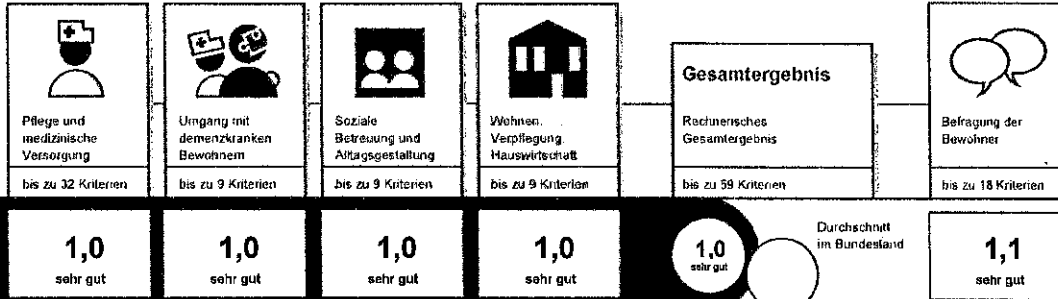 Pflege und
medizinische
Versorgung
bis zu 32 Kriterien
1,0
sehr gut
Umgang mit
demenzkranken
Bewohnern
bis zu 9 Kriterien
1,0
sehr gut
Soziale
Betreuung und
Alltagsgestaltung
bis zu 9 Kriterien
1,0
sehr gut
Wohnen,
Verpflegung,
Hauswirtschaft
bis zu 9 Kriterien
1,0
sehr gut
Gesamtergebnis
Rechnerisches
Gesamtergebnis
bis zu 59 Kriterien
1,0
sehr gut
Durchschnitt
im Bundesland
Befragung der
Bewohner
bis zu 18 Kriterien
1,1
sehr gut